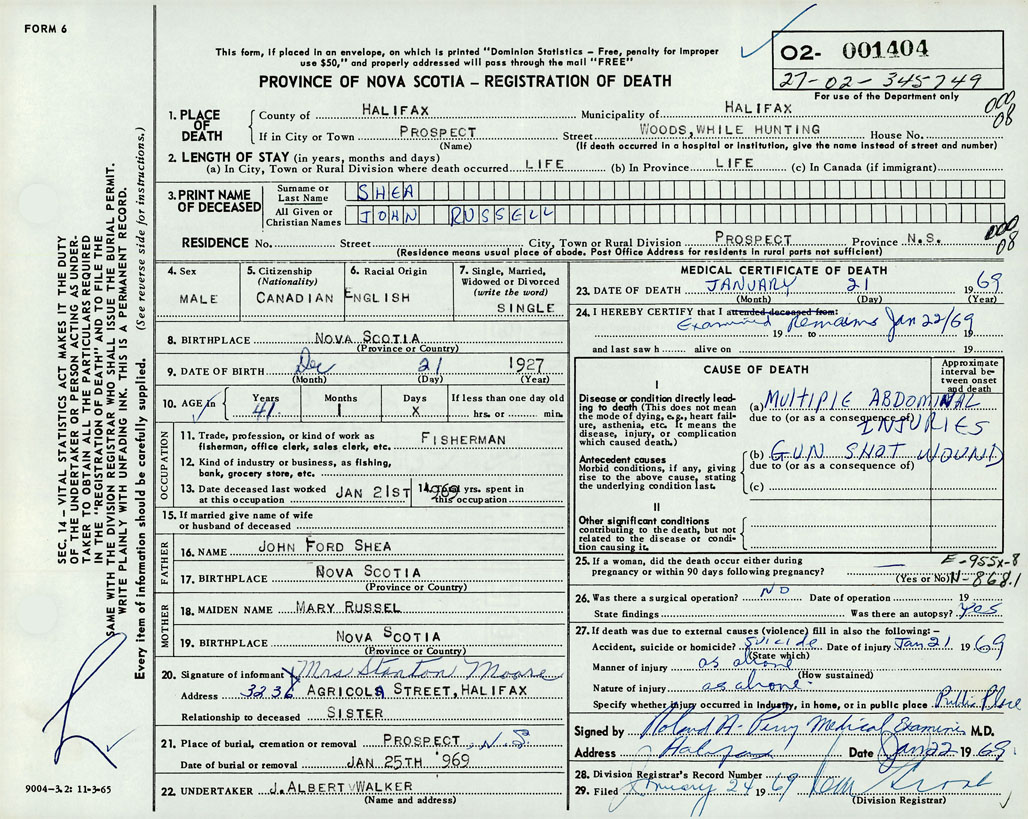 FORM 6
This form, if placed in an envelope, on which is printed "Dominion Statistics – Free, penalty for improper
use $50," and properly addressed will pass through the mail "FREE"
PROVINCE OF NOVA SCOTIA – REGISTRATION OF DEATH
O2- 001404
27-02-345749
For use of the Department only
1. PLACE OF DEATH
County of HALIFAX Municipality of HALIFAX 000 08
If in City or Town PROSPECT Street WOODS, WHILE HUNTING House No.
(Name) (If death occurred in a hospital or institution, give the name instead of street and number)
2. LENGTH OF STAY (in years, months and days)
(a) In City, Town or Rural Division where death occurred LIFE (b) In Province LIFE (c) In Canada (if immigrant)
3. PRINT NAME OF DECEASED
Surname or Last Name SHEA
All Given or Christian Names JOHN RUSSELL
RESIDENCE No. Street City, Town or Rural Division PROSPECT Province N.S. 000 08
(Residence means usual place of abode. Post Office Address for residents in rural parts not sufficient)
4. Sex MALE
5. Citizenship (Nationality) CANADIAN
6. Racial Origin ENGLISH
7. Single, Married, Widowed or Divorced (write the word) SINGLE
8. BIRTHPLACE NOVA SCOTIA
(Province or Country)
9. DATE OF BIRTH Dec 21 1927
(Month) (Day) (Year)
10. AGE in Years 41 Months 1 Days X If less than one day old
hrs. or min.
OCCUPATION
11. Trade, profession, or kind of work as fisherman, office clerk, sales clerk, etc. FISHERMAN
12. Kind of industry or business, as fishing, bank, grocery store, etc.
13. Date deceased last worked at this occupation JAN 21ST 969
14. Total yrs. spent in this occupation
15. If married give name of wife or husband of deceased
FATHER
16. NAME JOHN FORD SHEA
17. BIRTHPLACE NOVA SCOTIA
(Province or Country)
MOTHER
18. MAIDEN NAME MARY RUSSEL
19. BIRTHPLACE NOVA SCOTIA
(Province or Country)
20. Signature of informant X Mrs Stanton Moore
Address 3236 AGRICOLA STREET, HALIFAX
Relationship to deceased SISTER
21. Place of burial, cremation or removal PROSPECT, N.S
Date of burial or removal JAN 25TH '969
22. UNDERTAKER J. ALBERT WALKER
(Name and address)
MEDICAL CERTIFICATE OF DEATH
23. DATE OF DEATH JANUARY 21 1969
(Month) (Day) (Year)
24. I HEREBY CERTIFY that I attended deceased from:
Examined Remains Jan 22/69
19 to 19
and last saw h alive on 19
CAUSE OF DEATH
Approximate interval between onset and death
I
Disease or condition directly leading to death (This does not mean the mode of dying, e.g., heart failure, asthenia, etc. It means the disease, injury, or complication which caused death.)
(a) MULTIPLE ABDOMINAL
due to (or as a consequence of) INJURIES
Antecedent causes
Morbid conditions, if any, giving rise to the above cause, stating the underlying condition last.
(b) GUN SHOT WOUND
due to (or as a consequence of)
(c)
II
Other significant conditions
contributing to the death, but not related to the disease or condition causing it.
25. If a woman, did the death occur either during pregnancy or within 90 days following pregnancy? —
(Yes or No)
E-955x-8
N-868.1
26. Was there a surgical operation? NO Date of operation 19
State findings Was there an autopsy? Yes
27. If death was due to external causes (violence) fill in also the following:–
Accident, suicide or homicide? Suicide Date of injury Jan 21 1969
(State which)
Manner of injury as above
(How sustained)
Nature of injury as above.
Specify whether injury occurred in industry, in home, or in public place Public Place
Signed by Roland A. Perry Medical Examiner M.D.
Address Halifax Date Jan 22 1969
28. Division Registrar's Record Number
29. Filed January 24 1969
(Division Registrar)
SEC. 14 – VITAL STATISTICS ACT MAKES IT THE DUTY
OF THE UNDERTAKER OR PERSON ACTING AS UNDER-
TAKER TO OBTAIN ALL THE PARTICULARS REQUIRED
IN THE "REGISTRATION OF DEATH" AND TO FILE THE
SAME WITH THE DIVISION REGISTRAR WHO SHALL ISSUE THE BURIAL PERMIT.
WRITE PLAINLY WITH UNFADING INK. THIS IS A PERMANENT RECORD.
Every item of information should be carefully supplied. (See reverse side for instructions.)
9004-3.2: 11-3-65